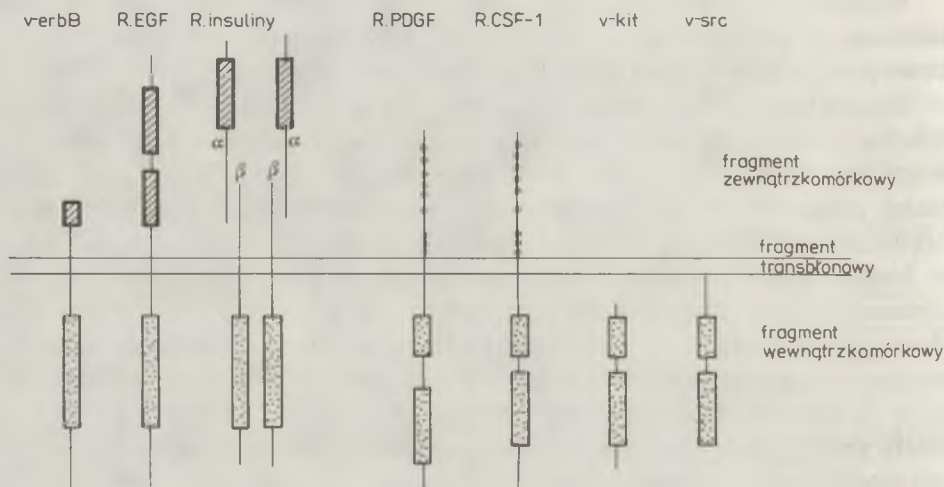 v-erbB R.EGF R.insuliny R.PDGF R.CSF-1 v-kit v-src
α α
β β
fragment
zewnątrzkomórkowy
fragment
transbłonowy
fragment
wewnątrzkomórkowy